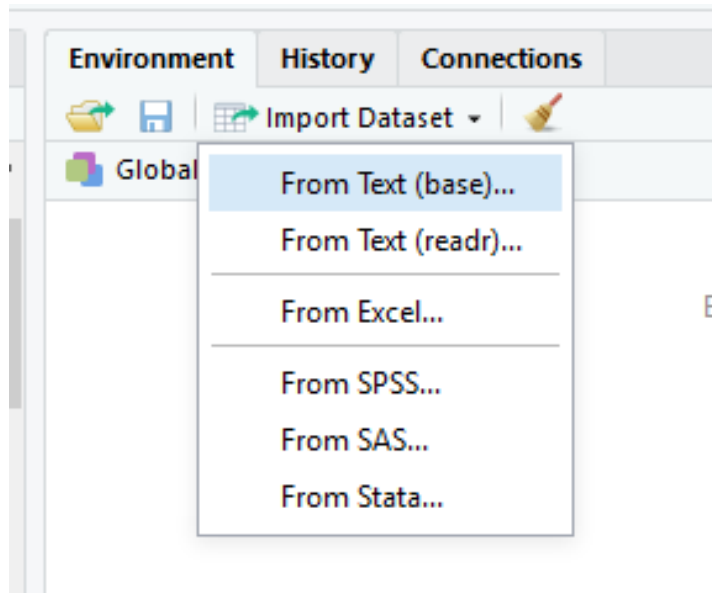 Environment History Connections
Import Dataset
Global
From Text (base)...
From Text (readr)...
From Excel...
From SPSS...
From SAS...
From Stata...